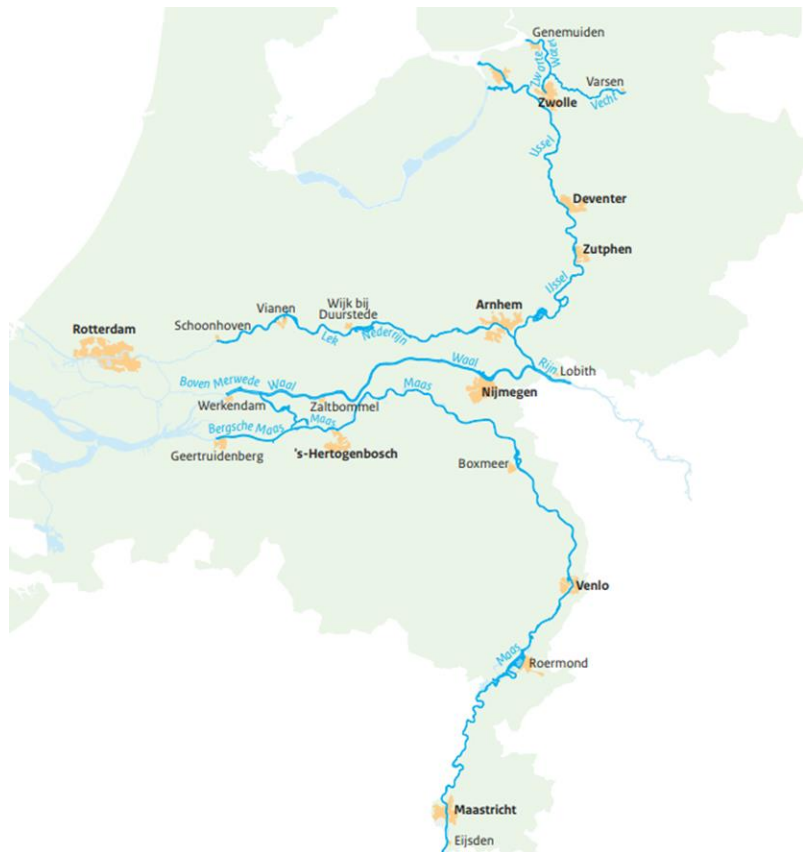 Genemuiden
Zwarte
Water
Varsen
Vecht
Zwolle
IJssel
Deventer
Zutphen
IJssel
Arnhem
Wijk bij
Duurstede
Vianen
Schoonhoven
Rotterdam
Lek
Nederrijn
Rijn
Lobith
Waal
Boven Merwede
Waal
Maas
Nijmegen
Werkendam
Zaltbommel
Maas
Bergsche Maas
Geertruidenberg
's-Hertogenbosch
Boxmeer
Venlo
Maas
Roermond
Maastricht
Eijsden